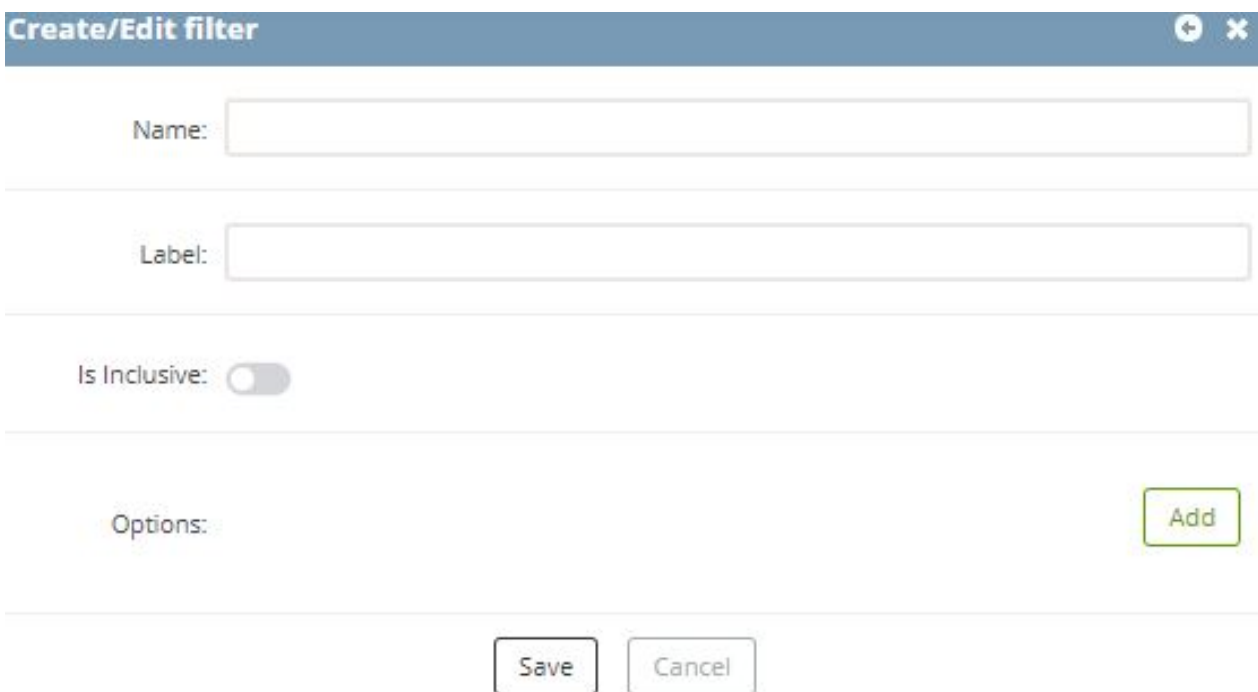 Create/Edit filter
Name:
Label:
Is Inclusive:
Options:
Add
Save
Cancel